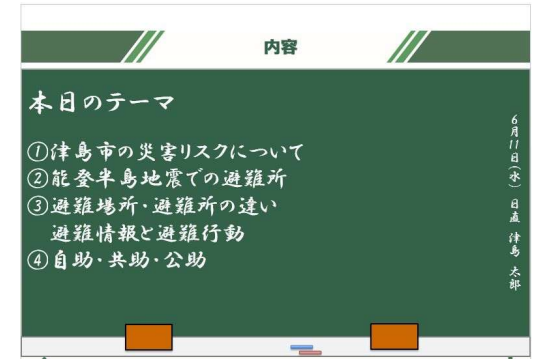 内容
本日のテーマ
①津島市の災害リスクについて
②能登半島地震での避難所
③避難場所・避難所の違い
避難情報と避難行動
④自助・共助・公助
6月11日(水) 日直 津島 太郎